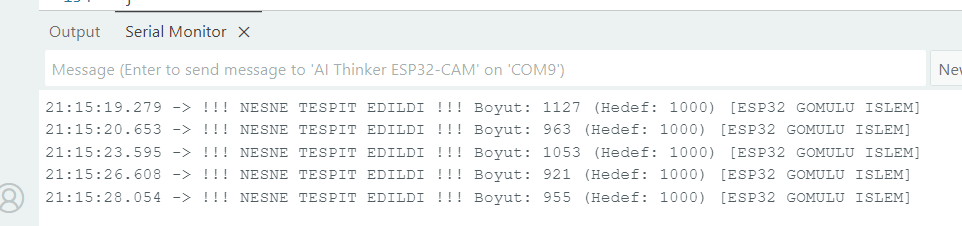 Output
Serial Monitor ✕
Message (Enter to send message to 'AI Thinker ESP32-CAM' on 'COM9')
21:15:19.279 -> !!! NESNE TESPIT EDILDI !!! Boyut: 1127 (Hedef: 1000) [ESP32 GOMULU ISLEM]
21:15:20.653 -> !!! NESNE TESPIT EDILDI !!! Boyut: 963 (Hedef: 1000) [ESP32 GOMULU ISLEM]
21:15:23.595 -> !!! NESNE TESPIT EDILDI !!! Boyut: 1053 (Hedef: 1000) [ESP32 GOMULU ISLEM]
21:15:26.608 -> !!! NESNE TESPIT EDILDI !!! Boyut: 921 (Hedef: 1000) [ESP32 GOMULU ISLEM]
21:15:28.054 -> !!! NESNE TESPIT EDILDI !!! Boyut: 955 (Hedef: 1000) [ESP32 GOMULU ISLEM]